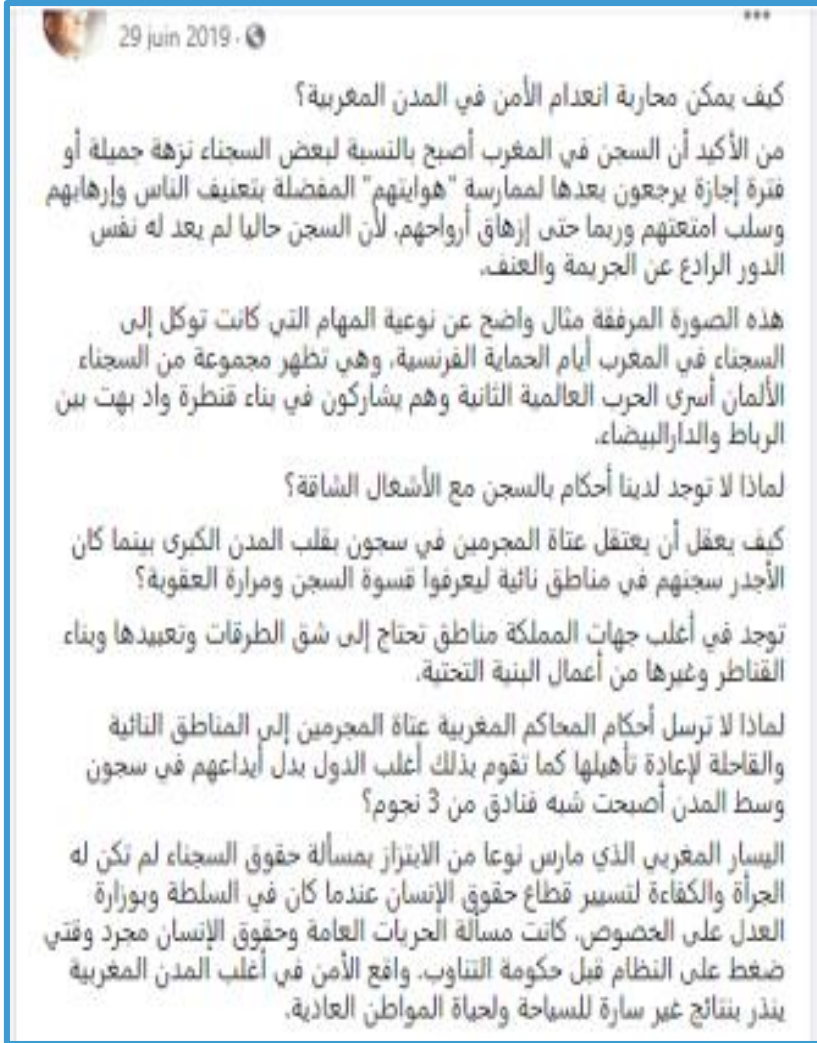 29 juin 2019 ·
كيف يمكن محاربة انعدام الأمن في المدن المغربية؟
من الأكيد أن السجن في المغرب أصبح بالنسبة لبعض السجناء نزهة جميلة أو
فترة إجازة يرجعون بعدها لممارسة "هوايتهم" المفضلة بتعنيف الناس وإرهابهم
وسلب امتعتهم وربما حتى إزهاق أرواحهم. لأن السجن حاليا لم يعد له نفس
الدور الرادع عن الجريمة والعنف.
هذه الصورة المرفقة مثال واضح عن نوعية المهام التي كانت توكل إلى
السجناء في المغرب أيام الحماية الفرنسية. وهي تظهر مجموعة من السجناء
الألمان أسرى الحرب العالمية الثانية وهم يشاركون في بناء قنطرة واد بهت بين
الرباط والدارالبيضاء.
لماذا لا توجد لدينا أحكام بالسجن مع الأشغال الشاقة؟
كيف يعقل أن يعتقل عتاة المجرمين في سجون بقلب المدن الكبرى بينما كان
الأجدر سجنهم في مناطق نائية ليعرفوا قسوة السجن ومرارة العقوبة؟
توجد في أغلب جهات المملكة مناطق تحتاج إلى شق الطرقات وتعبيدها وبناء
القناطر وغيرها من أعمال البنية التحتية.
لماذا لا ترسل أحكام المحاكم المغربية عتاة المجرمين إلى المناطق النائية
والقاحلة لإعادة تأهيلها كما تقوم بذلك أغلب الدول بدل أيداعهم في سجون
وسط المدن أصبحت شبه فنادق من 3 نجوم؟
اليسار المغربي الذي مارس نوعا من الابتزاز بمسألة حقوق السجناء لم تكن له
الجرأة والكفاءة لتسيير قطاع حقوق الإنسان عندما كان في السلطة وبوزارة
العدل على الخصوص. كانت مسألة الحريات العامة وحقوق الإنسان مجرد وقتي
ضغط على النظام قبل حكومة التناوب. واقع الأمن في أغلب المدن المغربية
ينذر بنتائج غير سارة للسياحة ولحياة المواطن العادية.